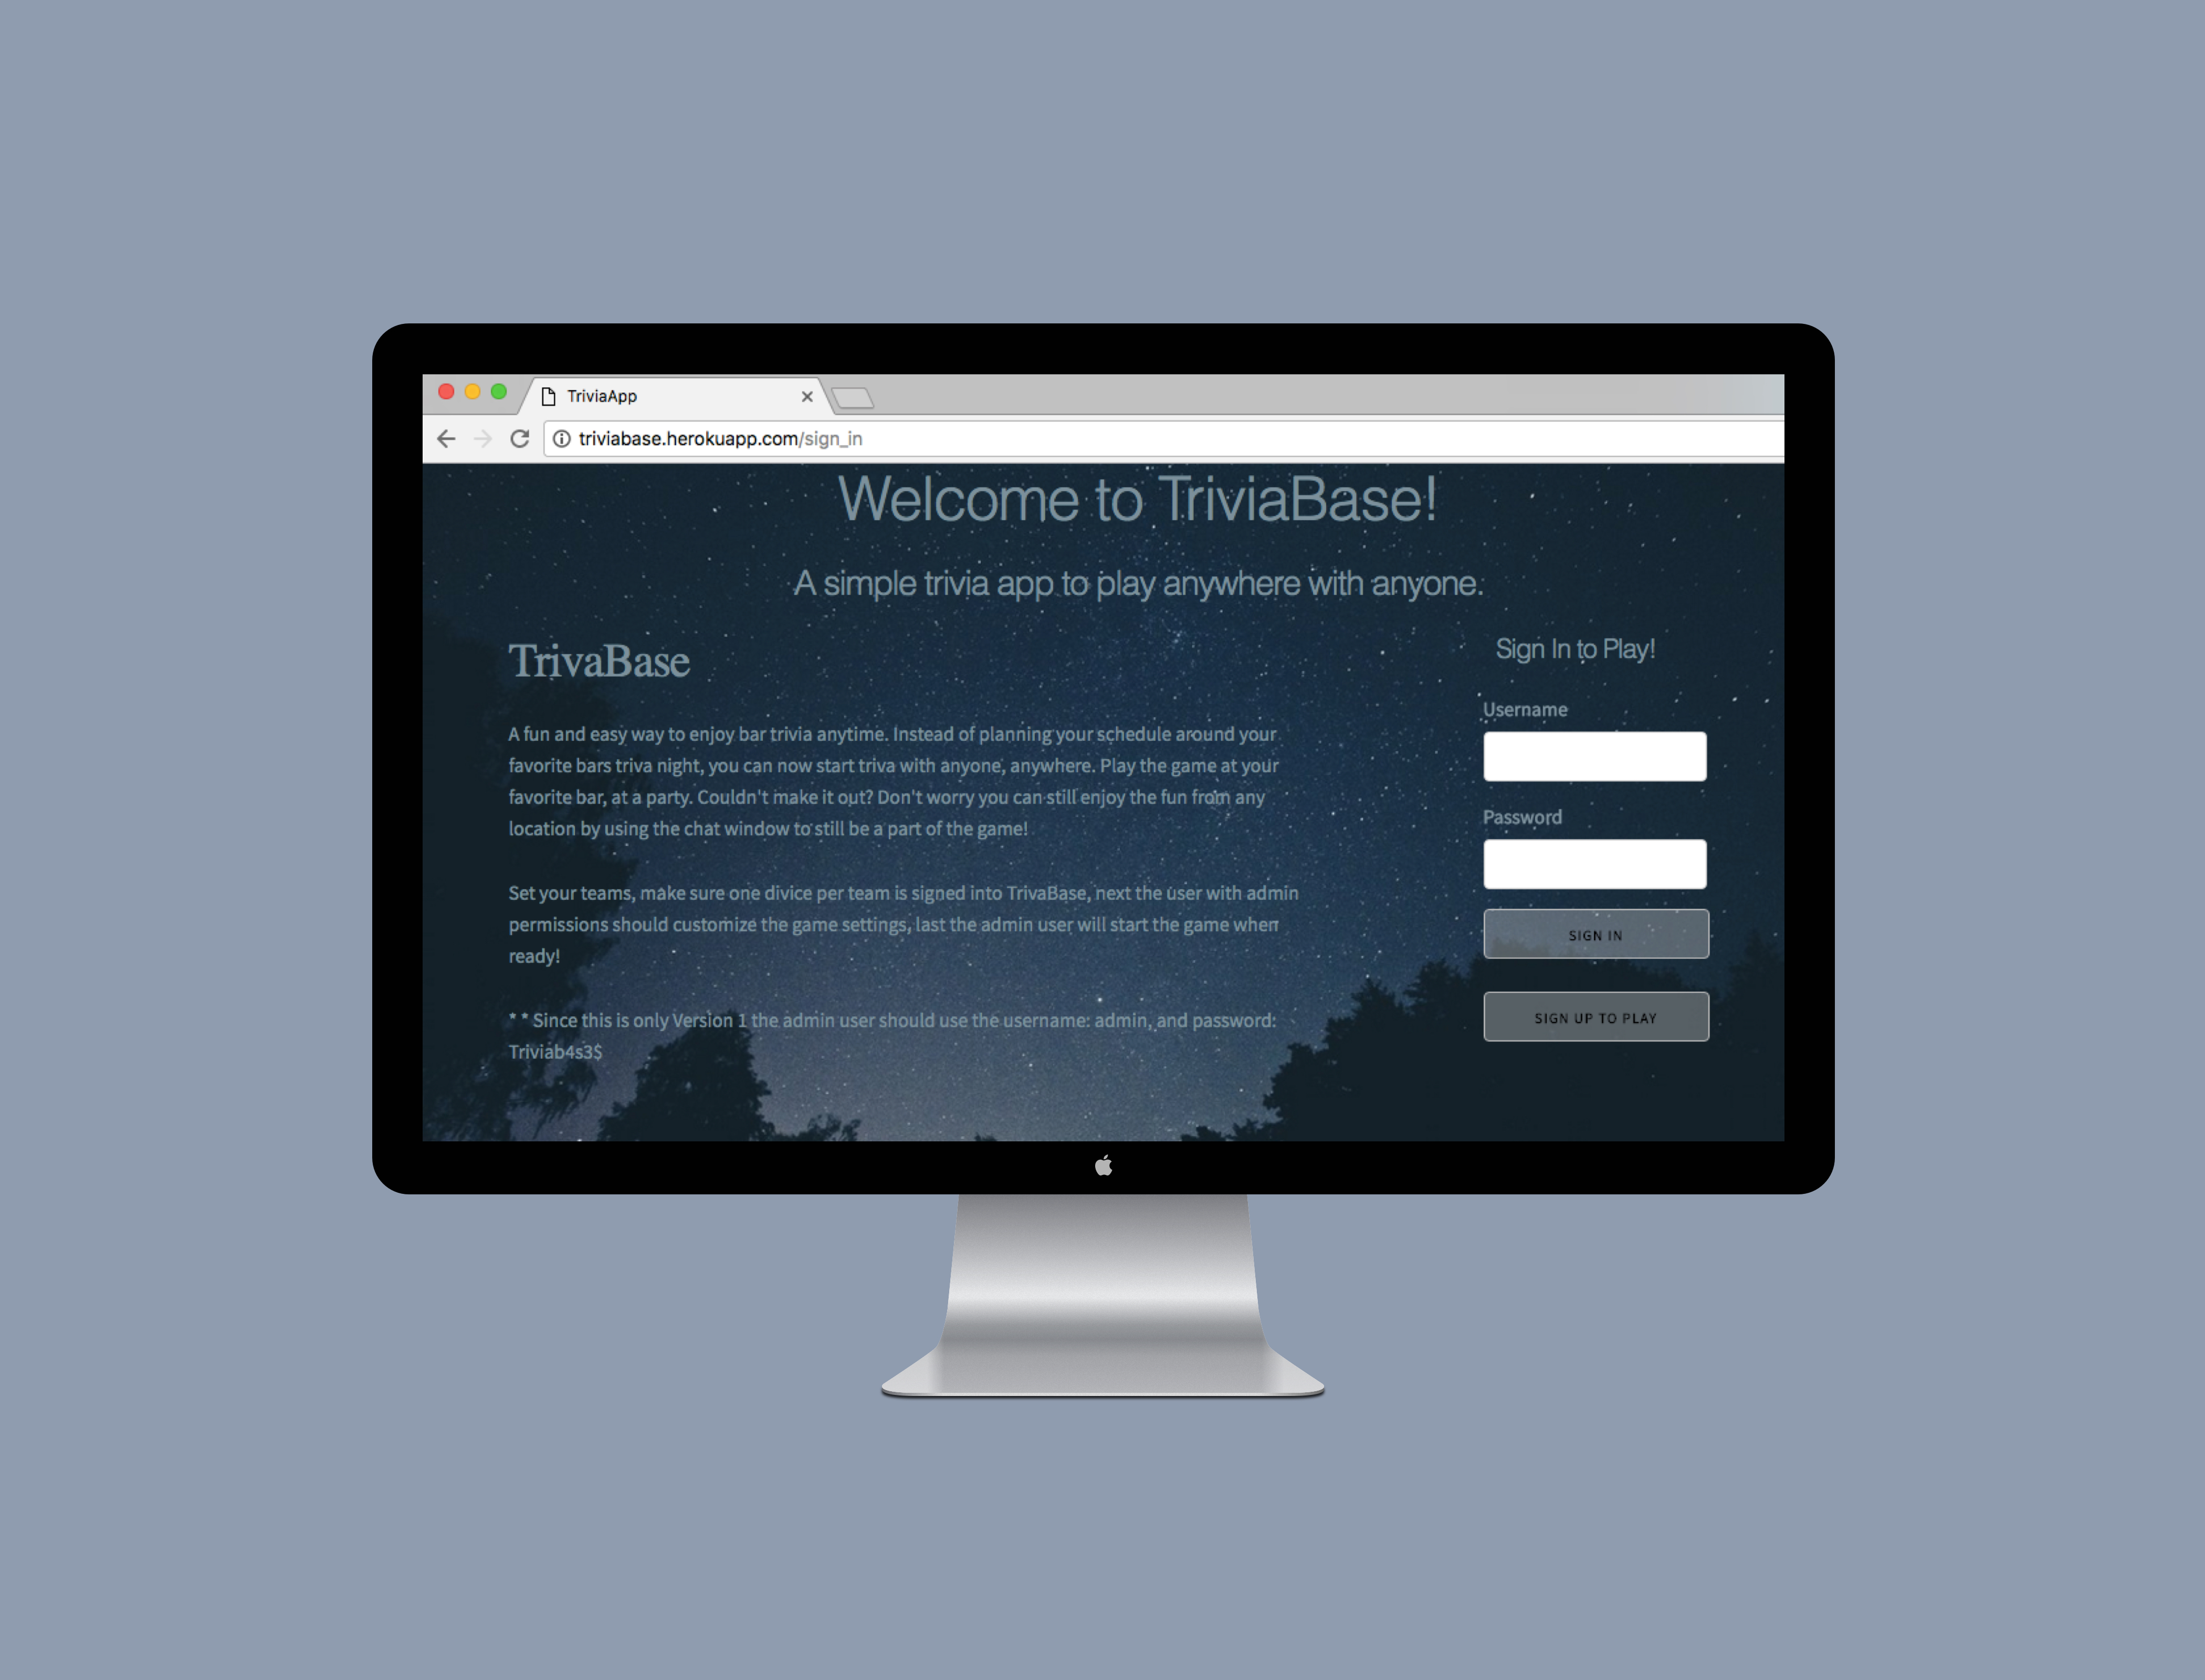 TriviaApp
triviabase.herokuapp.com/sign_in
Welcome to TriviaBase!
A simple trivia app to play anywhere with anyone.
TrivaBase
A fun and easy way to enjoy bar trivia anytime. Instead of planning your schedule around your
favorite bars triva night, you can now start triva with anyone, anywhere. Play the game at your
favorite bar, at a party. Couldn't make it out? Don't worry you can still enjoy the fun from any
location by using the chat window to still be a part of the game!
Set your teams, make sure one divice per team is signed into TrivaBase, next the user with admin
permissions should customize the game settings, last the admin user will start the game when
ready!
* * Since this is only Version 1 the admin user should use the username: admin, and password:
Triviab4s3$
Sign In to Play!
Username
Password
SIGN IN
SIGN UP TO PLAY